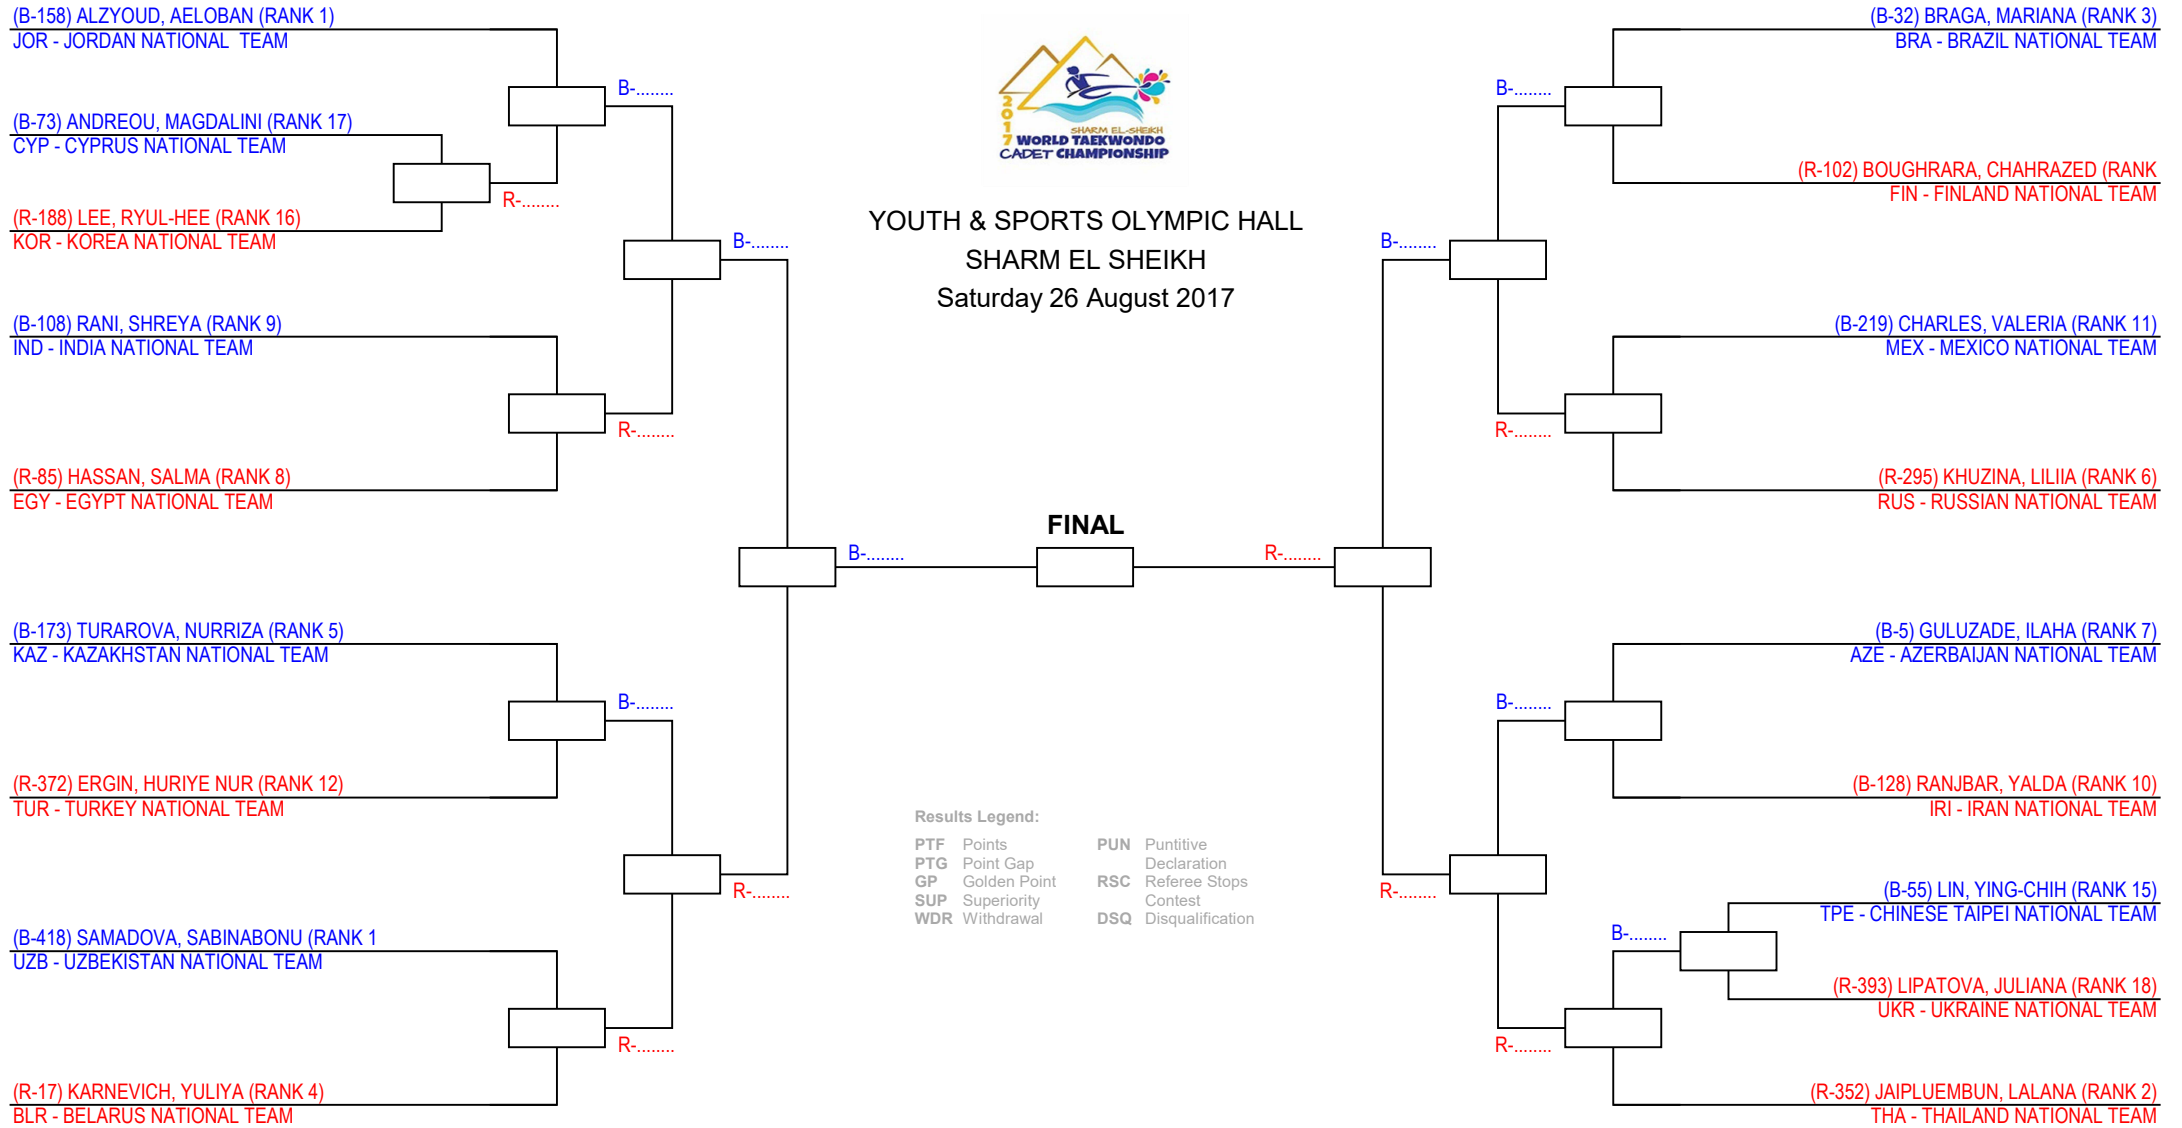 (B-158) ALZYOUD, AELOBAN (RANK 1)
JOR - JORDAN NATIONAL  TEAM
(B-73) ANDREOU, MAGDALINI (RANK 17)
CYP - CYPRUS NATIONAL TEAM
(R-188) LEE, RYUL-HEE (RANK 16)
KOR - KOREA NATIONAL TEAM
(B-108) RANI, SHREYA (RANK 9)
IND - INDIA NATIONAL TEAM
(R-85) HASSAN, SALMA (RANK 8)
EGY - EGYPT NATIONAL TEAM
(B-173) TURAROVA, NURRIZA (RANK 5)
KAZ - KAZAKHSTAN NATIONAL TEAM
(R-372) ERGIN, HURIYE NUR (RANK 12)
TUR - TURKEY NATIONAL TEAM
(B-418) SAMADOVA, SABINABONU (RANK 1
UZB - UZBEKISTAN NATIONAL TEAM
(R-17) KARNEVICH, YULIYA (RANK 4)
BLR - BELARUS NATIONAL TEAM
B-........
R-........
B-........
R-........
B-........
R-........
R-........
B-........
2017
SHARM EL-SHEIKH
WORLD TAEKWONDO
CADET CHAMPIONSHIP
YOUTH & SPORTS OLYMPIC HALL
SHARM EL SHEIKH
Saturday 26 August 2017
FINAL
Results Legend:
PTF Points
PTG Point Gap
GP Golden Point
SUP Superiority
WDR Withdrawal
PUN Puntitive
Declaration
RSC Referee Stops
Contest
DSQ Disqualification
R-........
B-........
R-........
B-........
R-........
B-........
B-........
R-........
(B-32) BRAGA, MARIANA (RANK 3)
BRA - BRAZIL NATIONAL TEAM
(R-102) BOUGHRARA, CHAHRAZED (RANK
FIN - FINLAND NATIONAL TEAM
(B-219) CHARLES, VALERIA (RANK 11)
MEX - MEXICO NATIONAL TEAM
(R-295) KHUZINA, LILIIA (RANK 6)
RUS - RUSSIAN NATIONAL TEAM
(B-5) GULUZADE, ILAHA (RANK 7)
AZE - AZERBAIJAN NATIONAL TEAM
(B-128) RANJBAR, YALDA (RANK 10)
IRI - IRAN NATIONAL TEAM
(B-55) LIN, YING-CHIH (RANK 15)
TPE - CHINESE TAIPEI NATIONAL TEAM
(R-393) LIPATOVA, JULIANA (RANK 18)
UKR - UKRAINE NATIONAL TEAM
(R-352) JAIPLUEMBUN, LALANA (RANK 2)
THA - THAILAND NATIONAL TEAM